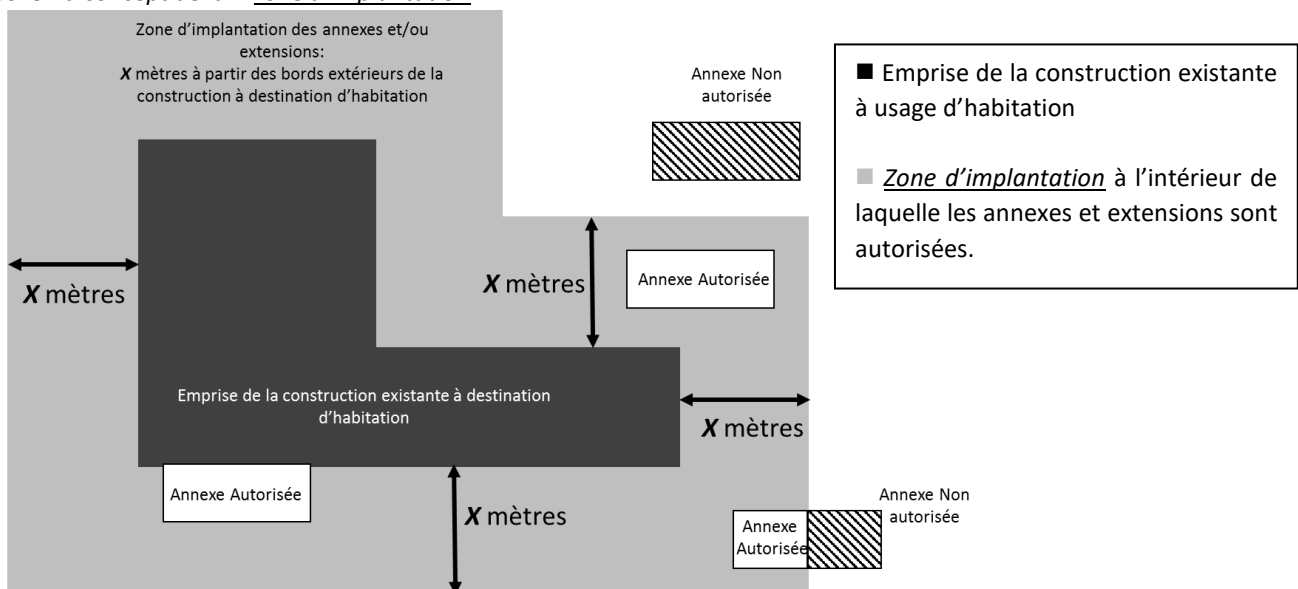 Zone d'implantation
Zone d'implantation des annexes et/ou
extensions:
X mètres à partir des bords extérieurs de la
construction à destination d'habitation
Annexe Non
autorisée
■ Emprise de la construction existante
à usage d'habitation
■ Zone d'implantation à l'intérieur de
laquelle les annexes et extensions sont
autorisées.
X mètres
X mètres
Annexe Autorisée
Emprise de la construction existante à destination
d'habitation
X mètres
Annexe Autorisée
X mètres
Annexe
Autorisée
Annexe Non
autorisée